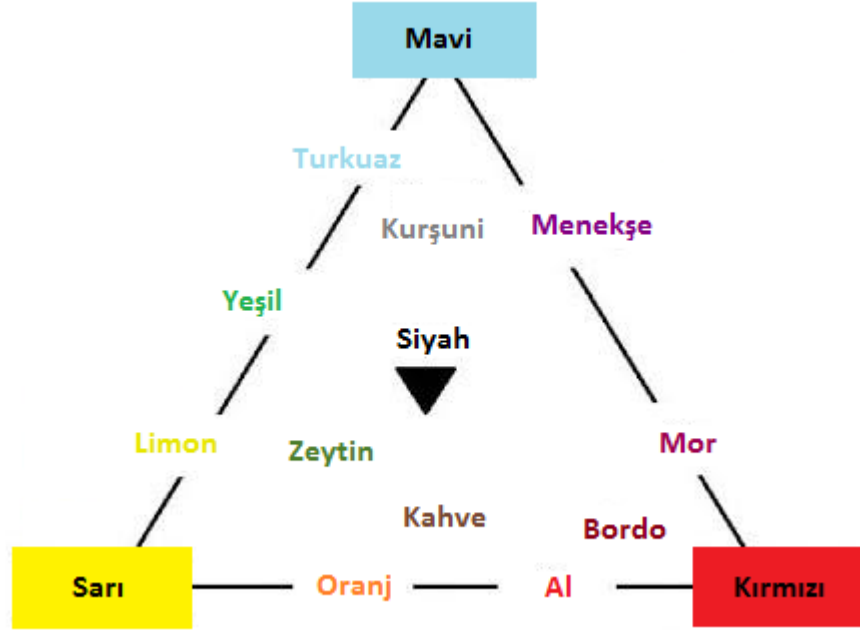 Mavi
Turkuaz
Kurşuni
Menekşe
Yeşil
Siyah
Limon
Zeytin
Mor
Kahve
Bordo
Sarı
Oranj
Al
Kırmızı